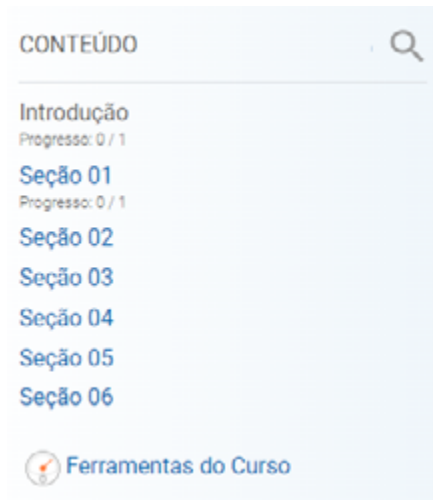 CONTEÚDO
Introdução
Progresso: 0 / 1
Seção 01
Progresso: 0 / 1
Seção 02
Seção 03
Seção 04
Seção 05
Seção 06
Ferramentas do Curso